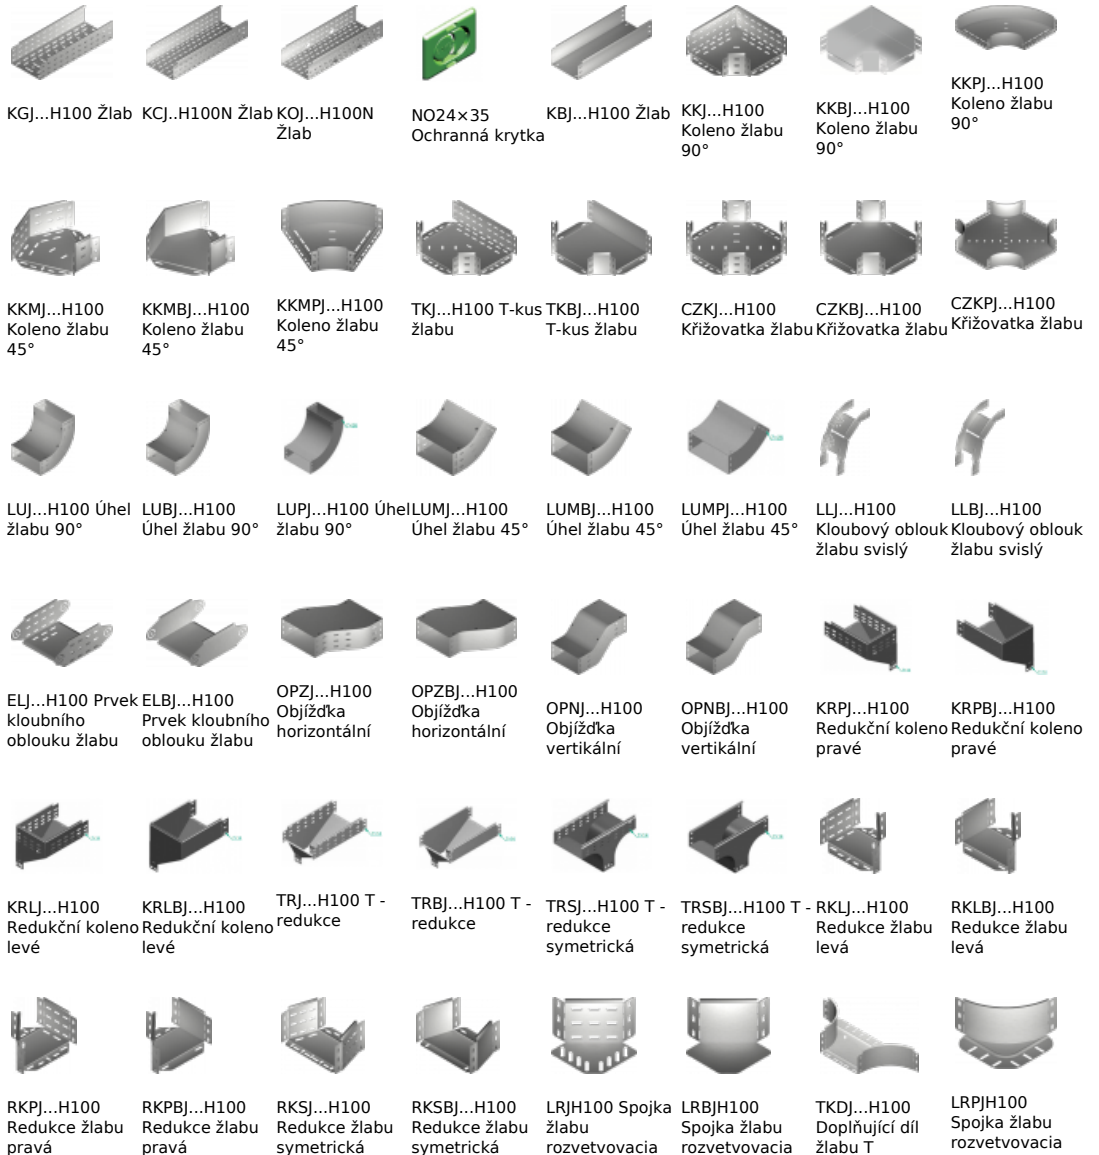 KGJ...H100 Žlab
KCJ..H100N Žlab
KOJ...H100N
Žlab
NO24×35
Ochranná krytka
KBJ...H100 Žlab
KKJ...H100
Koleno žlabu
90°
KKBJ...H100
Koleno žlabu
90°
KKPJ...H100
Koleno žlabu
90°
KKMJ...H100
Koleno žlabu
45°
KKMBJ...H100
Koleno žlabu
45°
KKMPJ...H100
Koleno žlabu
45°
TKJ...H100 T-kus
žlabu
TKBJ...H100
T-kus žlabu
CZKJ...H100
Křižovatka žlabu
CZKBJ...H100
Křižovatka žlabu
CZKPJ...H100
Křižovatka žlabu
LUJ...H100 Úhel
žlabu 90°
LUBJ...H100
Úhel žlabu 90°
LUPJ...H100 Úhel
žlabu 90°
LUMJ...H100
Úhel žlabu 45°
LUMBJ...H100
Úhel žlabu 45°
LUMPJ...H100
Úhel žlabu 45°
LLJ...H100
Kloubový oblouk
žlabu svislý
LLBJ...H100
Kloubový oblouk
žlabu svislý
ELJ...H100 Prvek
kloubního
oblouku žlabu
ELBJ...H100
Prvek kloubního
oblouku žlabu
OPZJ...H100
Objížďka
horizontální
OPZBJ...H100
Objížďka
horizontální
OPNJ...H100
Objížďka
vertikální
OPNBJ...H100
Objížďka
vertikální
KRPJ...H100
Redukční koleno
pravé
KRPBJ...H100
Redukční koleno
pravé
KRLJ...H100
Redukční koleno
levé
KRLBJ...H100
Redukční koleno
levé
TRJ...H100 T -
redukce
TRBJ...H100 T -
redukce
TRSJ...H100 T -
redukce
symetrická
TRSBJ...H100 T -
redukce
symetrická
RKLJ...H100
Redukce žlabu
levá
RKLBJ...H100
Redukce žlabu
levá
RKPJ...H100
Redukce žlabu
pravá
RKPBJ...H100
Redukce žlabu
pravá
RKSJ...H100
Redukce žlabu
symetrická
RKSBJ...H100
Redukce žlabu
symetrická
LRJH100 Spojka
žlabu
rozvetvovacia
LRBJH100
Spojka žlabu
rozvetvovacia
TKDJ...H100
Doplňující díl
žlabu T
LRPJH100
Spojka žlabu
rozvetvovacia